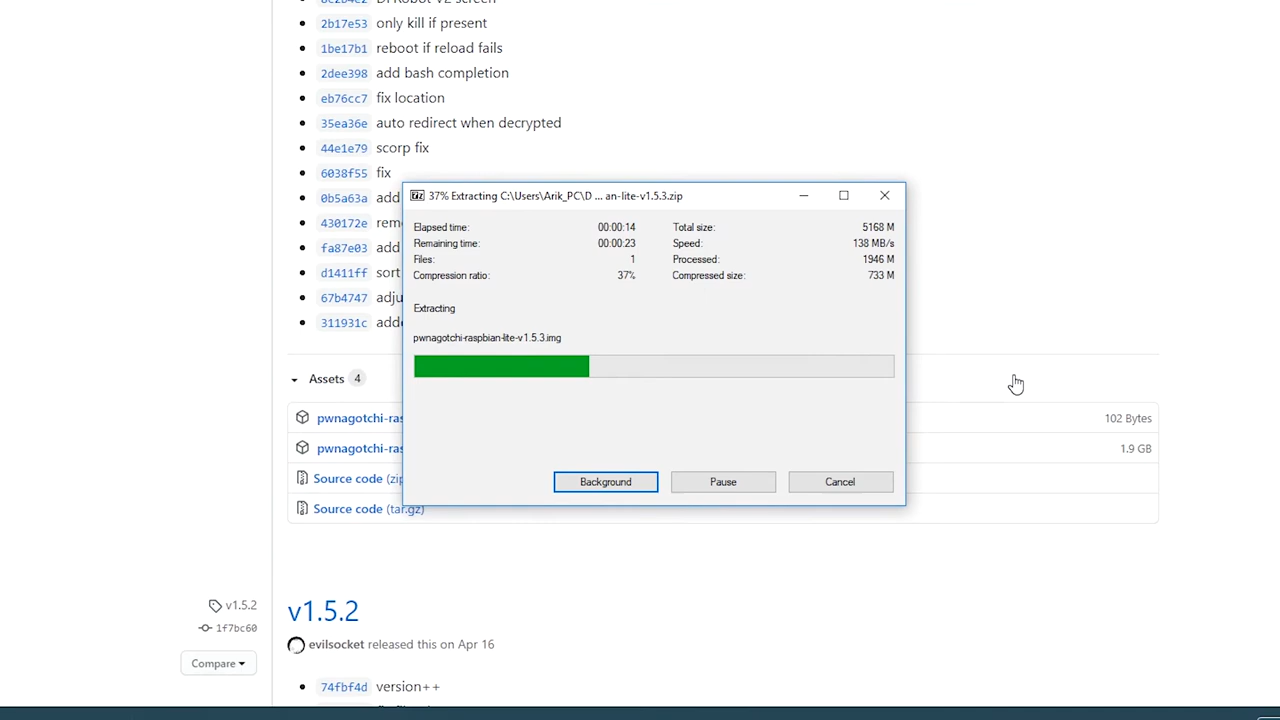 2b17e53 only kill if present
1be17b1 reboot if reload fails
2dee398 add bash completion
eb76cc7 fix location
35ea36e auto redirect when decrypted
44e1e79 scorp fix
6038f55 fix
0b5a63a add
430172e
fa87e03 add
d1411ff sort
67b4747
311931c
37% Extracting C:\Users\Arik_PC\D ... an-lite-v1.5.3.zip
Elapsed time: 00:00:14 Total size: 5168 M
Remaining time: 00:00:23 Speed: 138 MB/s
Files: 1 Processed: 1946 M
Compression ratio: 37% Compressed size: 733 M
Extracting
pwnagotchi-raspbian-lite-v1.5.3.img
Background Pause Cancel
Assets 4
pwnagotchi-ras 102 Bytes
pwnagotchi-ras 1.9 GB
Source code (zip
Source code (tar.gz)
v1.5.2
1f7bc60
Compare
v1.5.2
evilsocket released this on Apr 16
74fbf4d version++